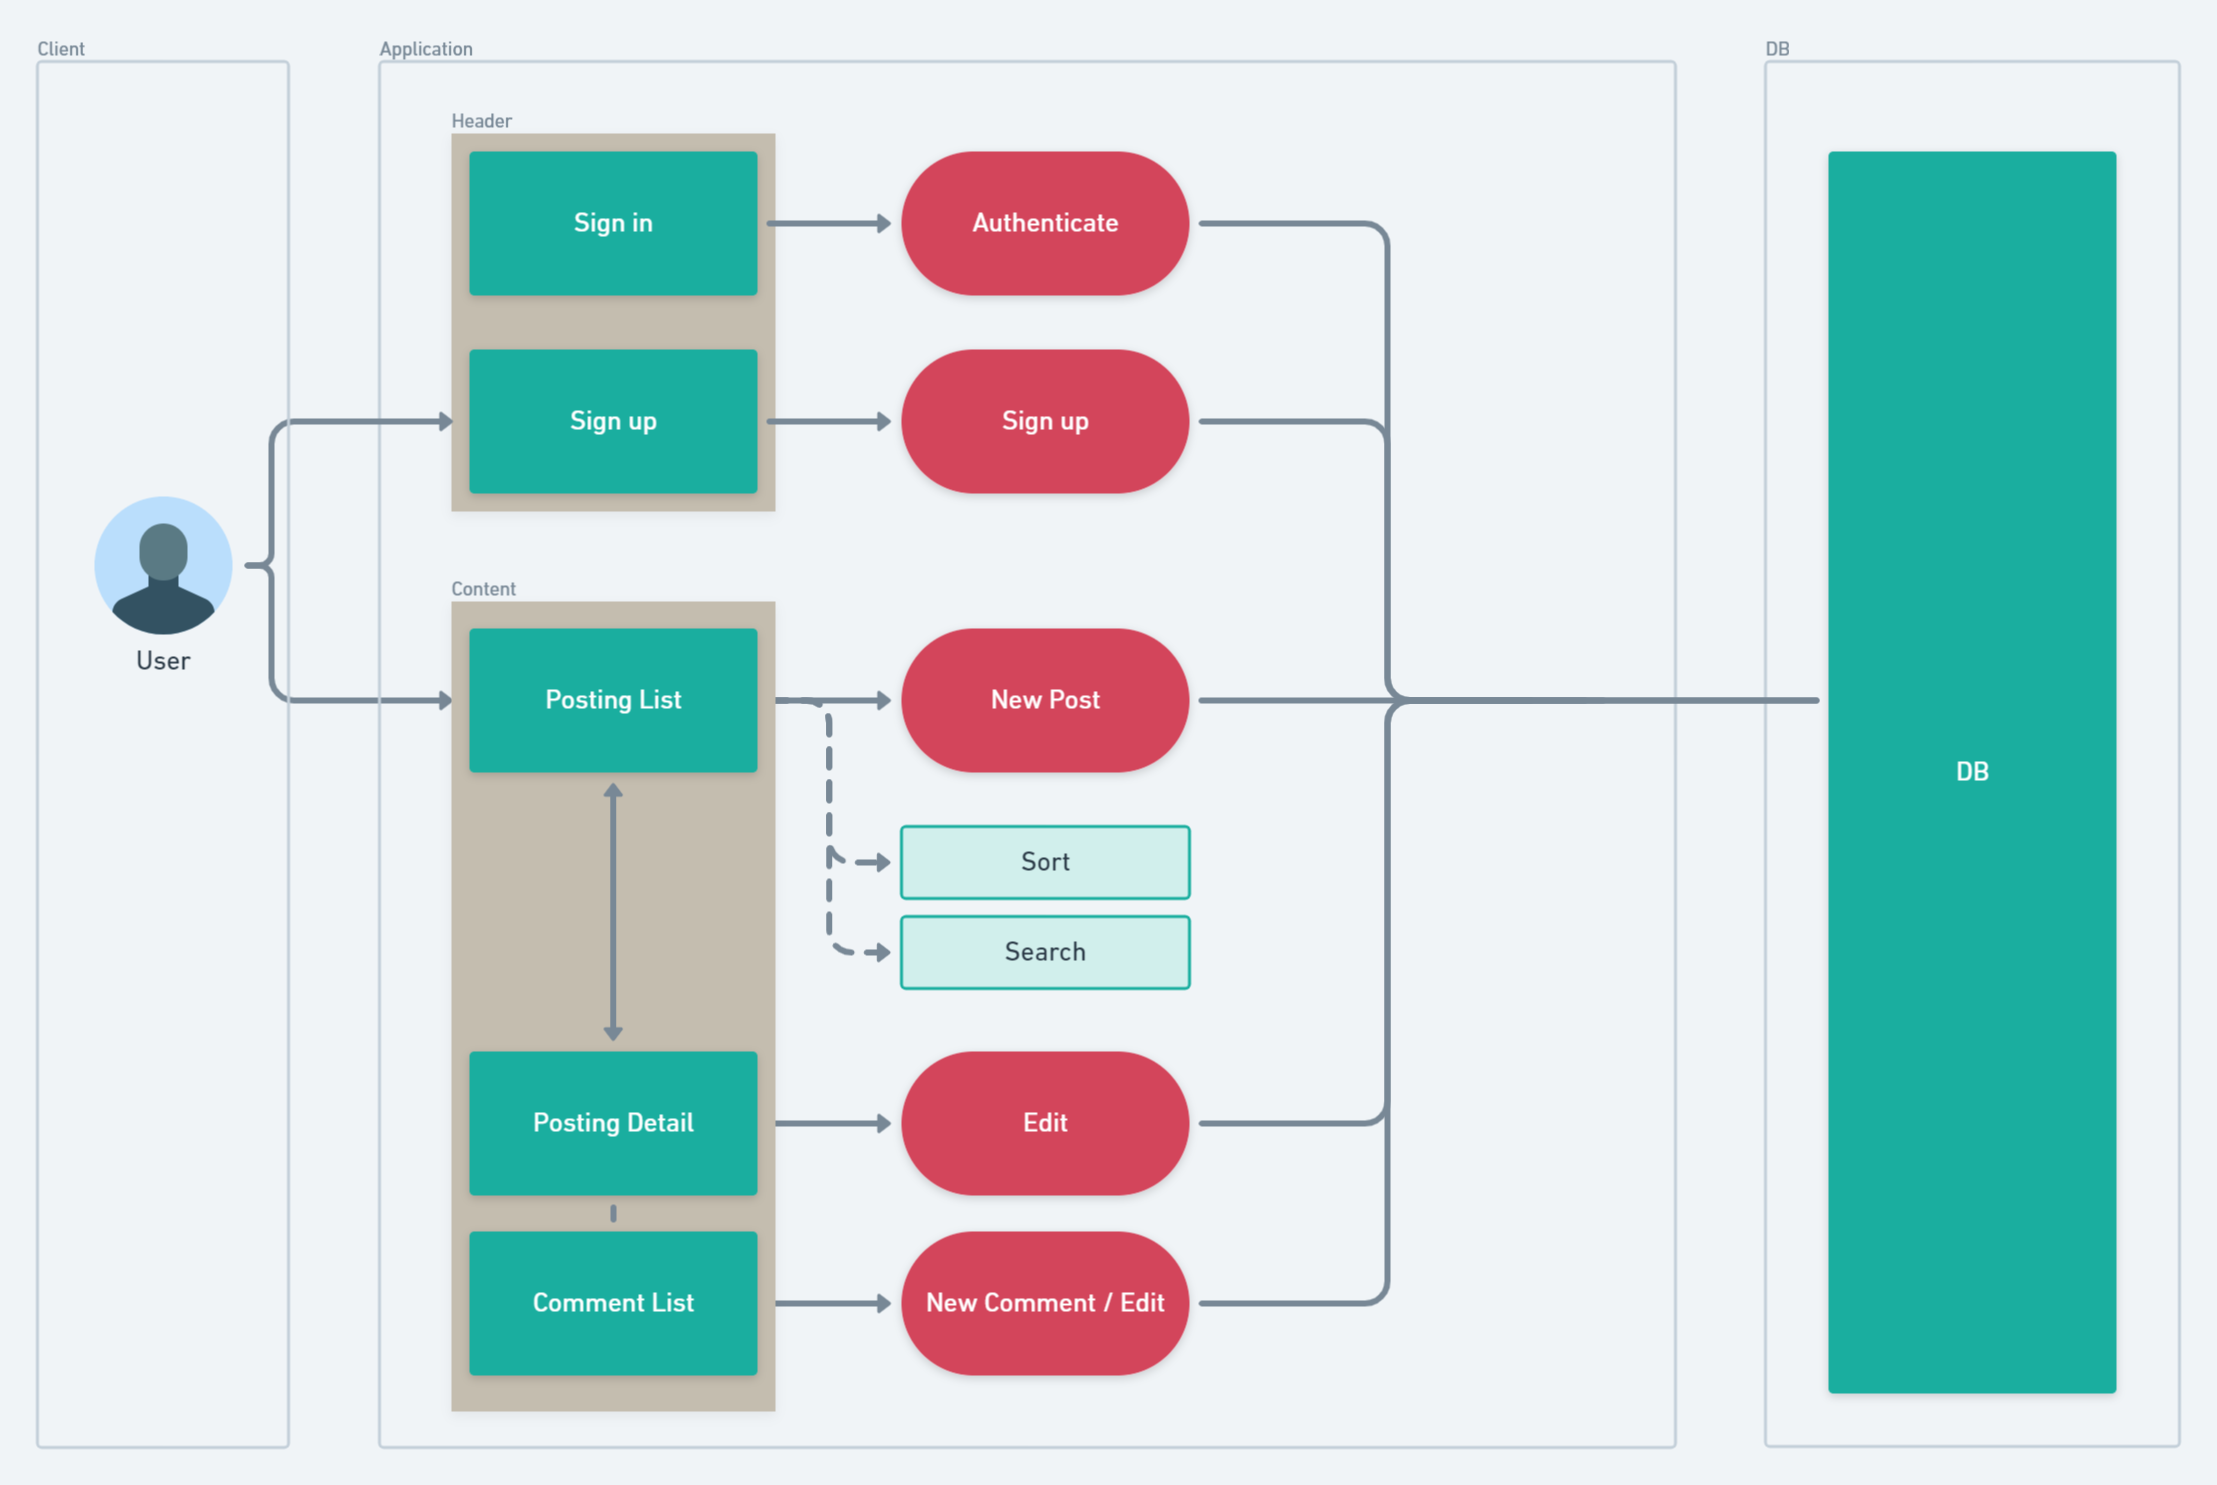 Client
Application
DB
Header
Sign in
Authenticate
Sign up
Sign up
User
Content
Posting List
New Post
DB
Sort
Search
Posting Detail
Edit
Comment List
New Comment / Edit